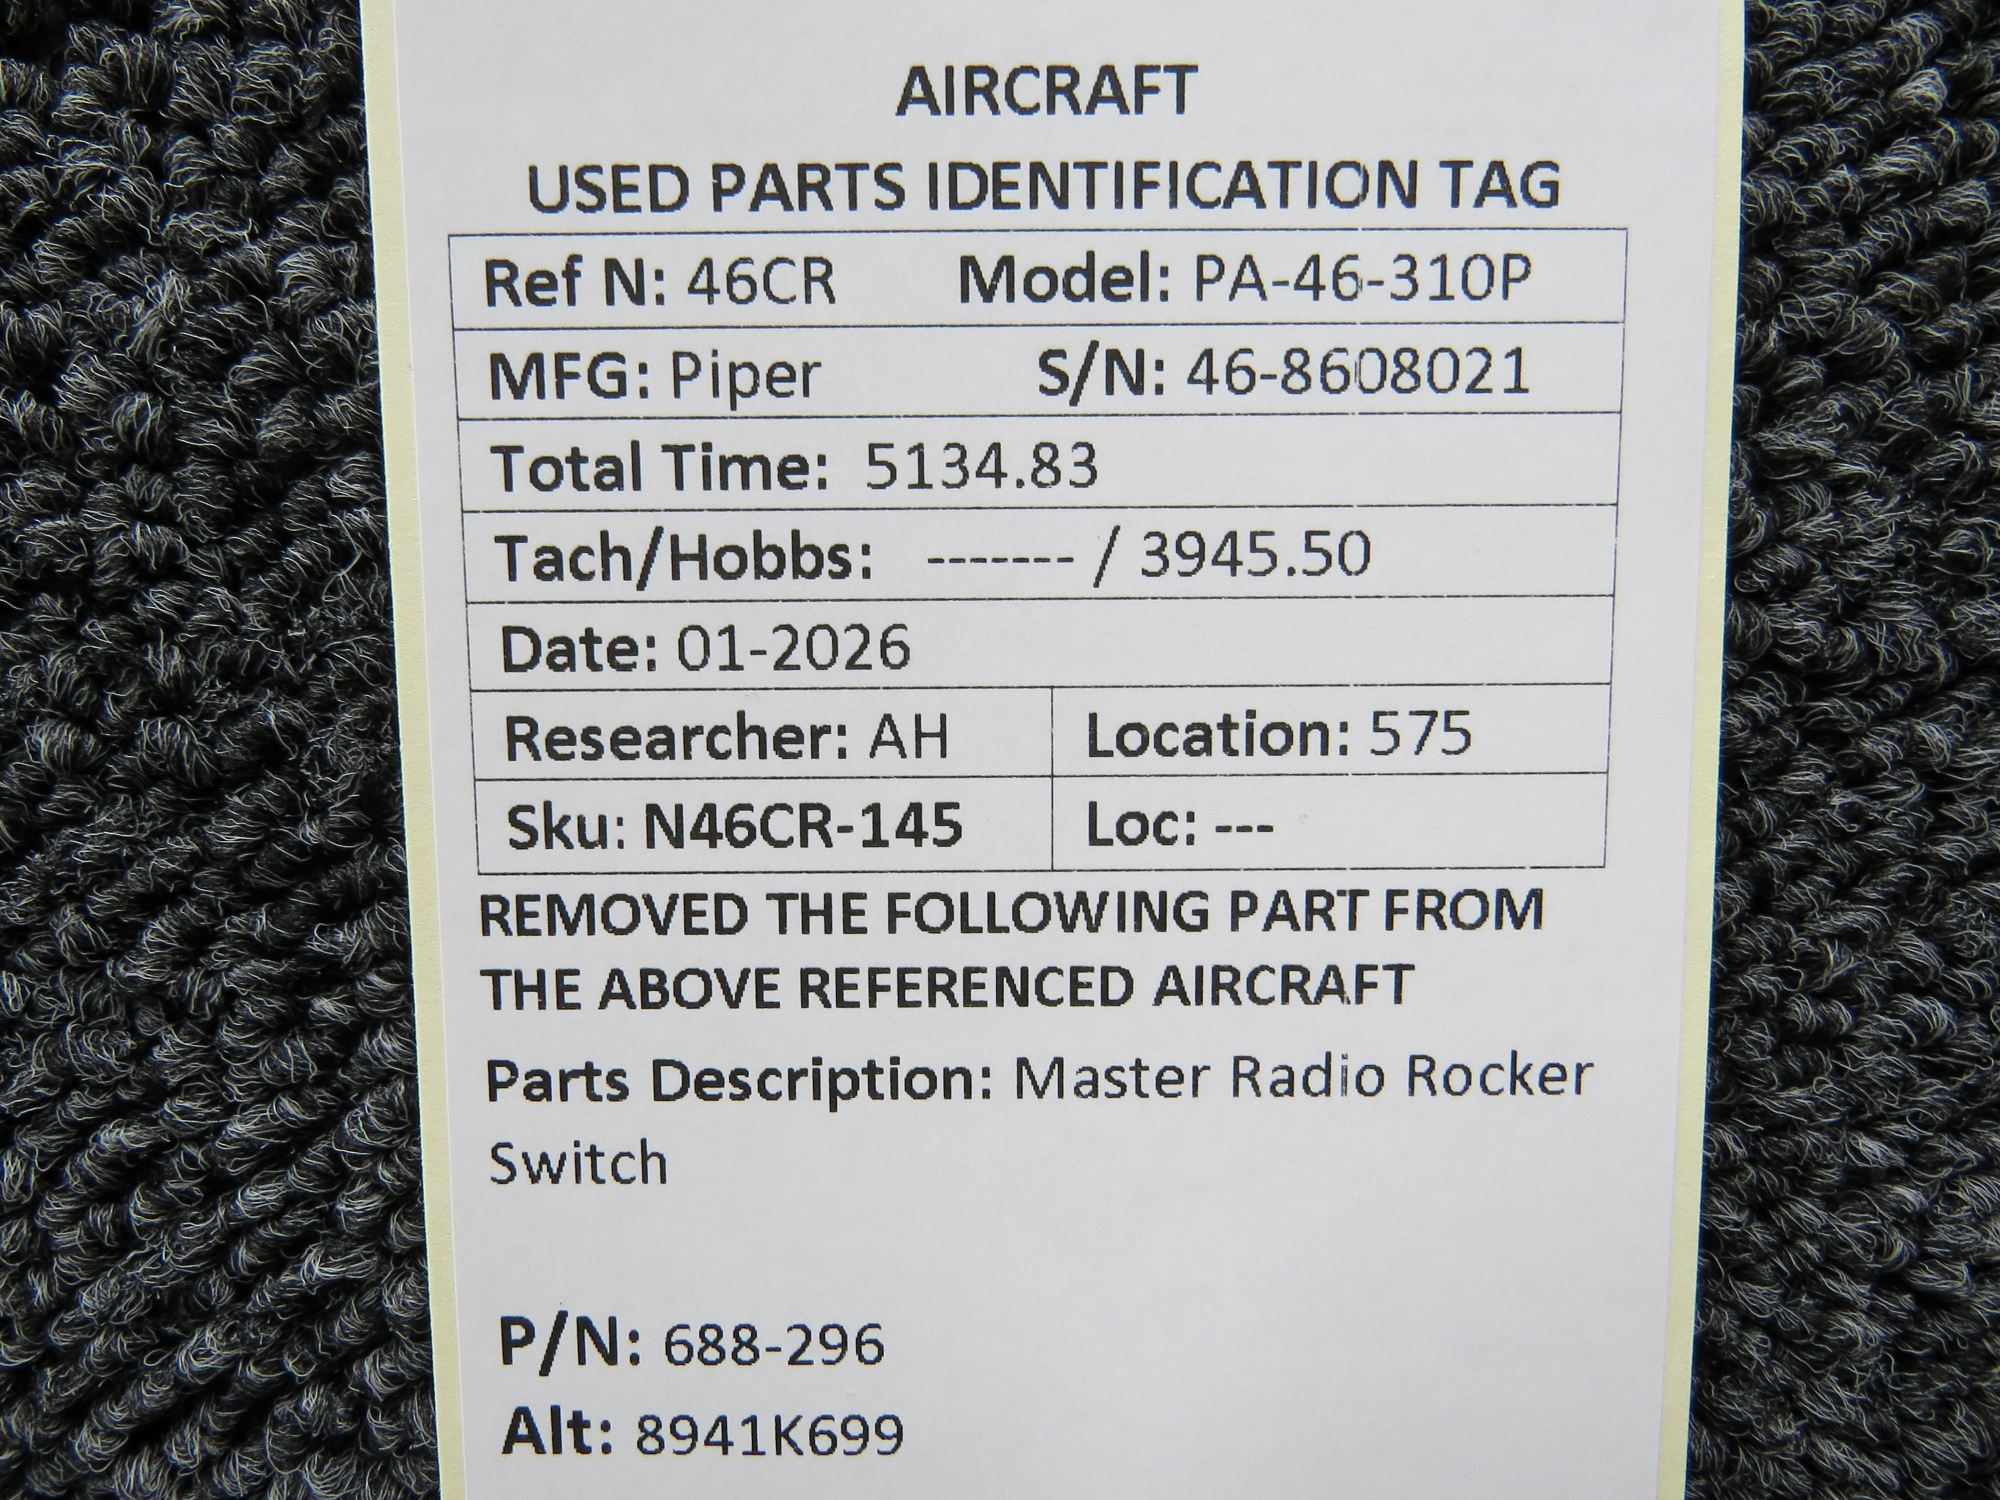 AIRCRAFT
USED PARTS IDENTIFICATION TAG
Ref N: 46CR Model: PA-46-310P
MFG: Piper S/N: 46-8608021
Total Time: 5134.83
Tach/Hobbs: ------- / 3945.50
Date: 01-2026
Researcher: AH Location: 575
Sku: N46CR-145 Loc: ---
REMOVED THE FOLLOWING PART FROM
THE ABOVE REFERENCED AIRCRAFT
Parts Description: Master Radio Rocker
Switch
P/N: 688-296
Alt: 8941K699